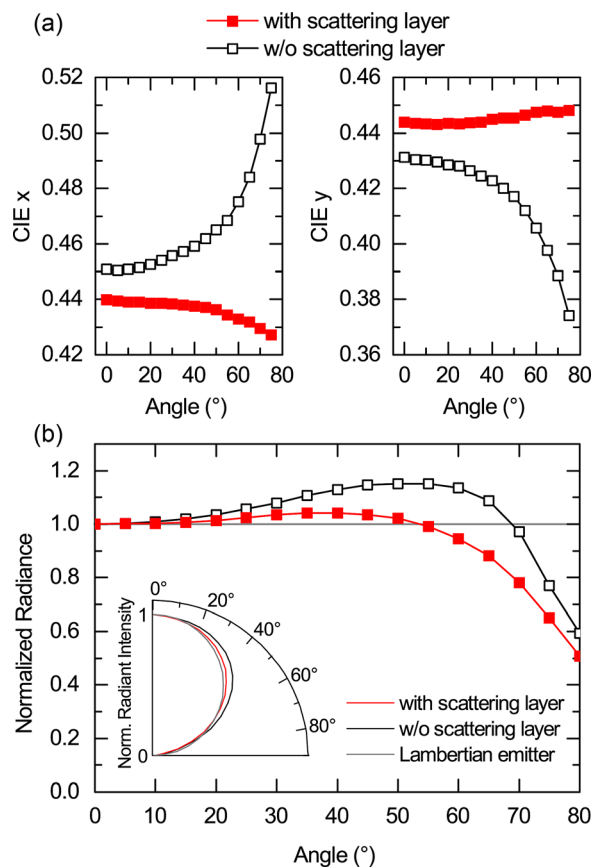 (a)
with scattering layer
w/o scattering layer
0.52
0.50
0.48
0.46
0.44
0.42
CIE x
0 20 40 60 80
Angle (°)
0.46
0.44
0.42
0.40
0.38
0.36
CIE y
0 20 40 60 80
Angle (°)
(b)
1.2
1.0
0.8
0.6
0.4
0.2
0.0
Normalized Radiance
0° 20° 40° 60° 80°
1
0
Norm. Radiant Intensity
with scattering layer
w/o scattering layer
Lambertian emitter
0 10 20 30 40 50 60 70 80
Angle (°)